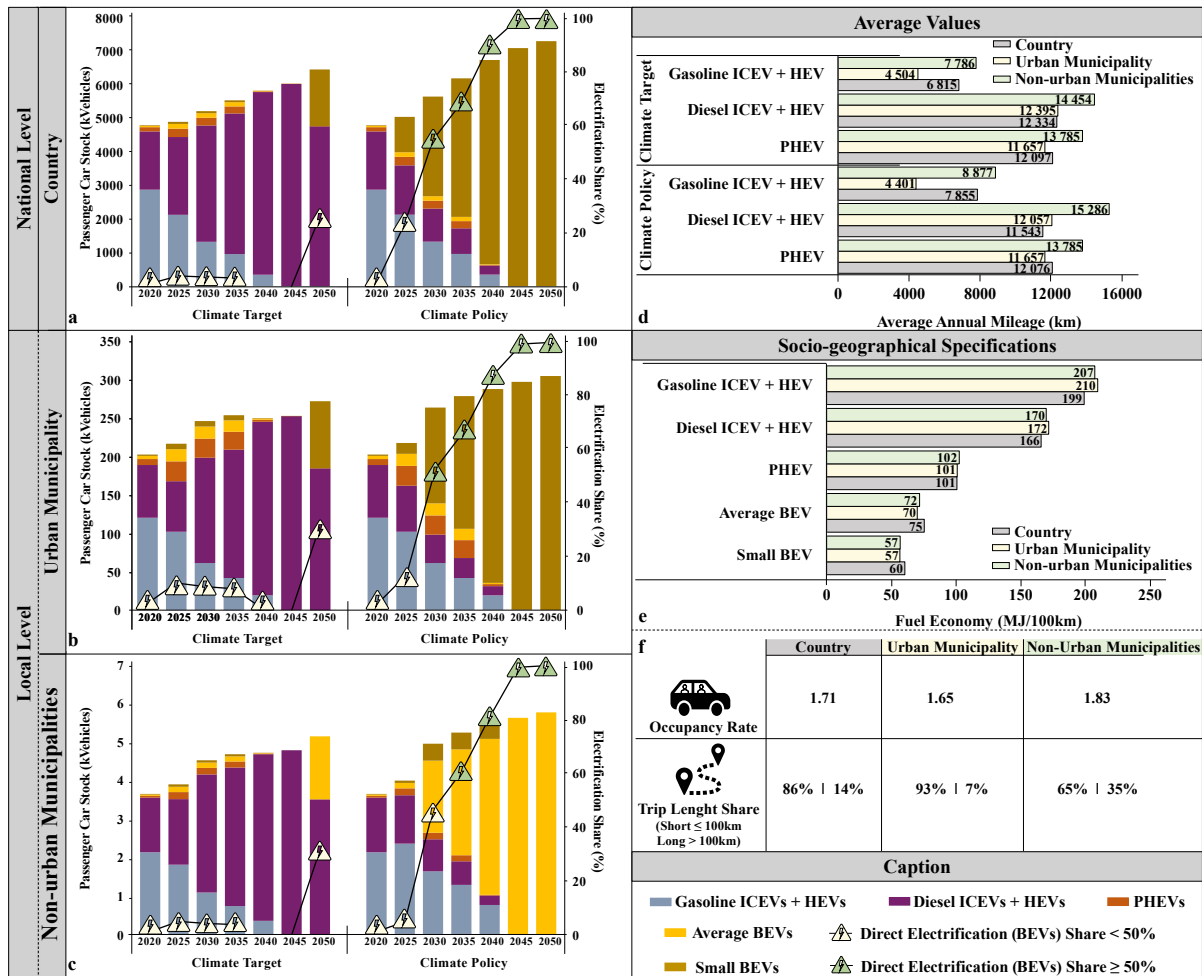 National Level
Country
Passenger Car Stock (kVehicles)
8000
7000
6000
5000
4000
3000
2000
1000
0
2020 2025 2030 2035 2040 2045 2050
Climate Target
2020 2025 2030 2035 2040 2045 2050
Climate Policy
100
80
60
40
20
0
Electrification Share (%)
a
Local Level
Urban Municipality
Passenger Car Stock (kVehicles)
350
300
250
200
150
100
50
0
2020 2025 2030 2035 2040 2045 2050
Climate Target
2020 2025 2030 2035 2040 2045 2050
Climate Policy
100
80
60
40
20
0
Electrification Share (%)
b
Non-urban Municipalities
Passenger Car Stock (kVehicles)
7
6
5
4
3
2
1
0
2020 2025 2030 2035 2040 2045 2050
Climate Target
2020 2025 2030 2035 2040 2045 2050
Climate Policy
100
80
60
40
20
0
Electrification Share (%)
c
Average Values
Country
Urban Municipality
Non-urban Municipalities
Climate Target
Gasoline ICEV + HEV
7 786
4 504
6 815
Diesel ICEV + HEV
14 454
12 395
12 334
PHEV
13 785
11 657
12 097
Climate Policy
Gasoline ICEV + HEV
8 877
4 401
7 855
Diesel ICEV + HEV
15 286
12 057
11 543
PHEV
13 785
11 657
12 076
0 4000 8000 12000 16000
d
Average Annual Mileage (km)
Socio-geographical Specifications
Gasoline ICEV + HEV
207
210
199
Diesel ICEV + HEV
170
172
166
PHEV
102
101
101
Average BEV
72
70
75
Small BEV
57
57
60
Country
Urban Municipality
Non-urban Municipalities
0 50 100 150 200 250
e
Fuel Economy (MJ/100km)
f
Country Urban Municipality Non-Urban Municipalities
Occupancy Rate
1.71 1.65 1.83
Trip Lenght Share
(Short ≤ 100km
Long > 100km)
86% | 14% 93% | 7% 65% | 35%
Caption
Gasoline ICEVs + HEVs Diesel ICEVs + HEVs PHEVs
Average BEVs Direct Electrification (BEVs) Share < 50%
Small BEVs Direct Electrification (BEVs) Share ≥ 50%